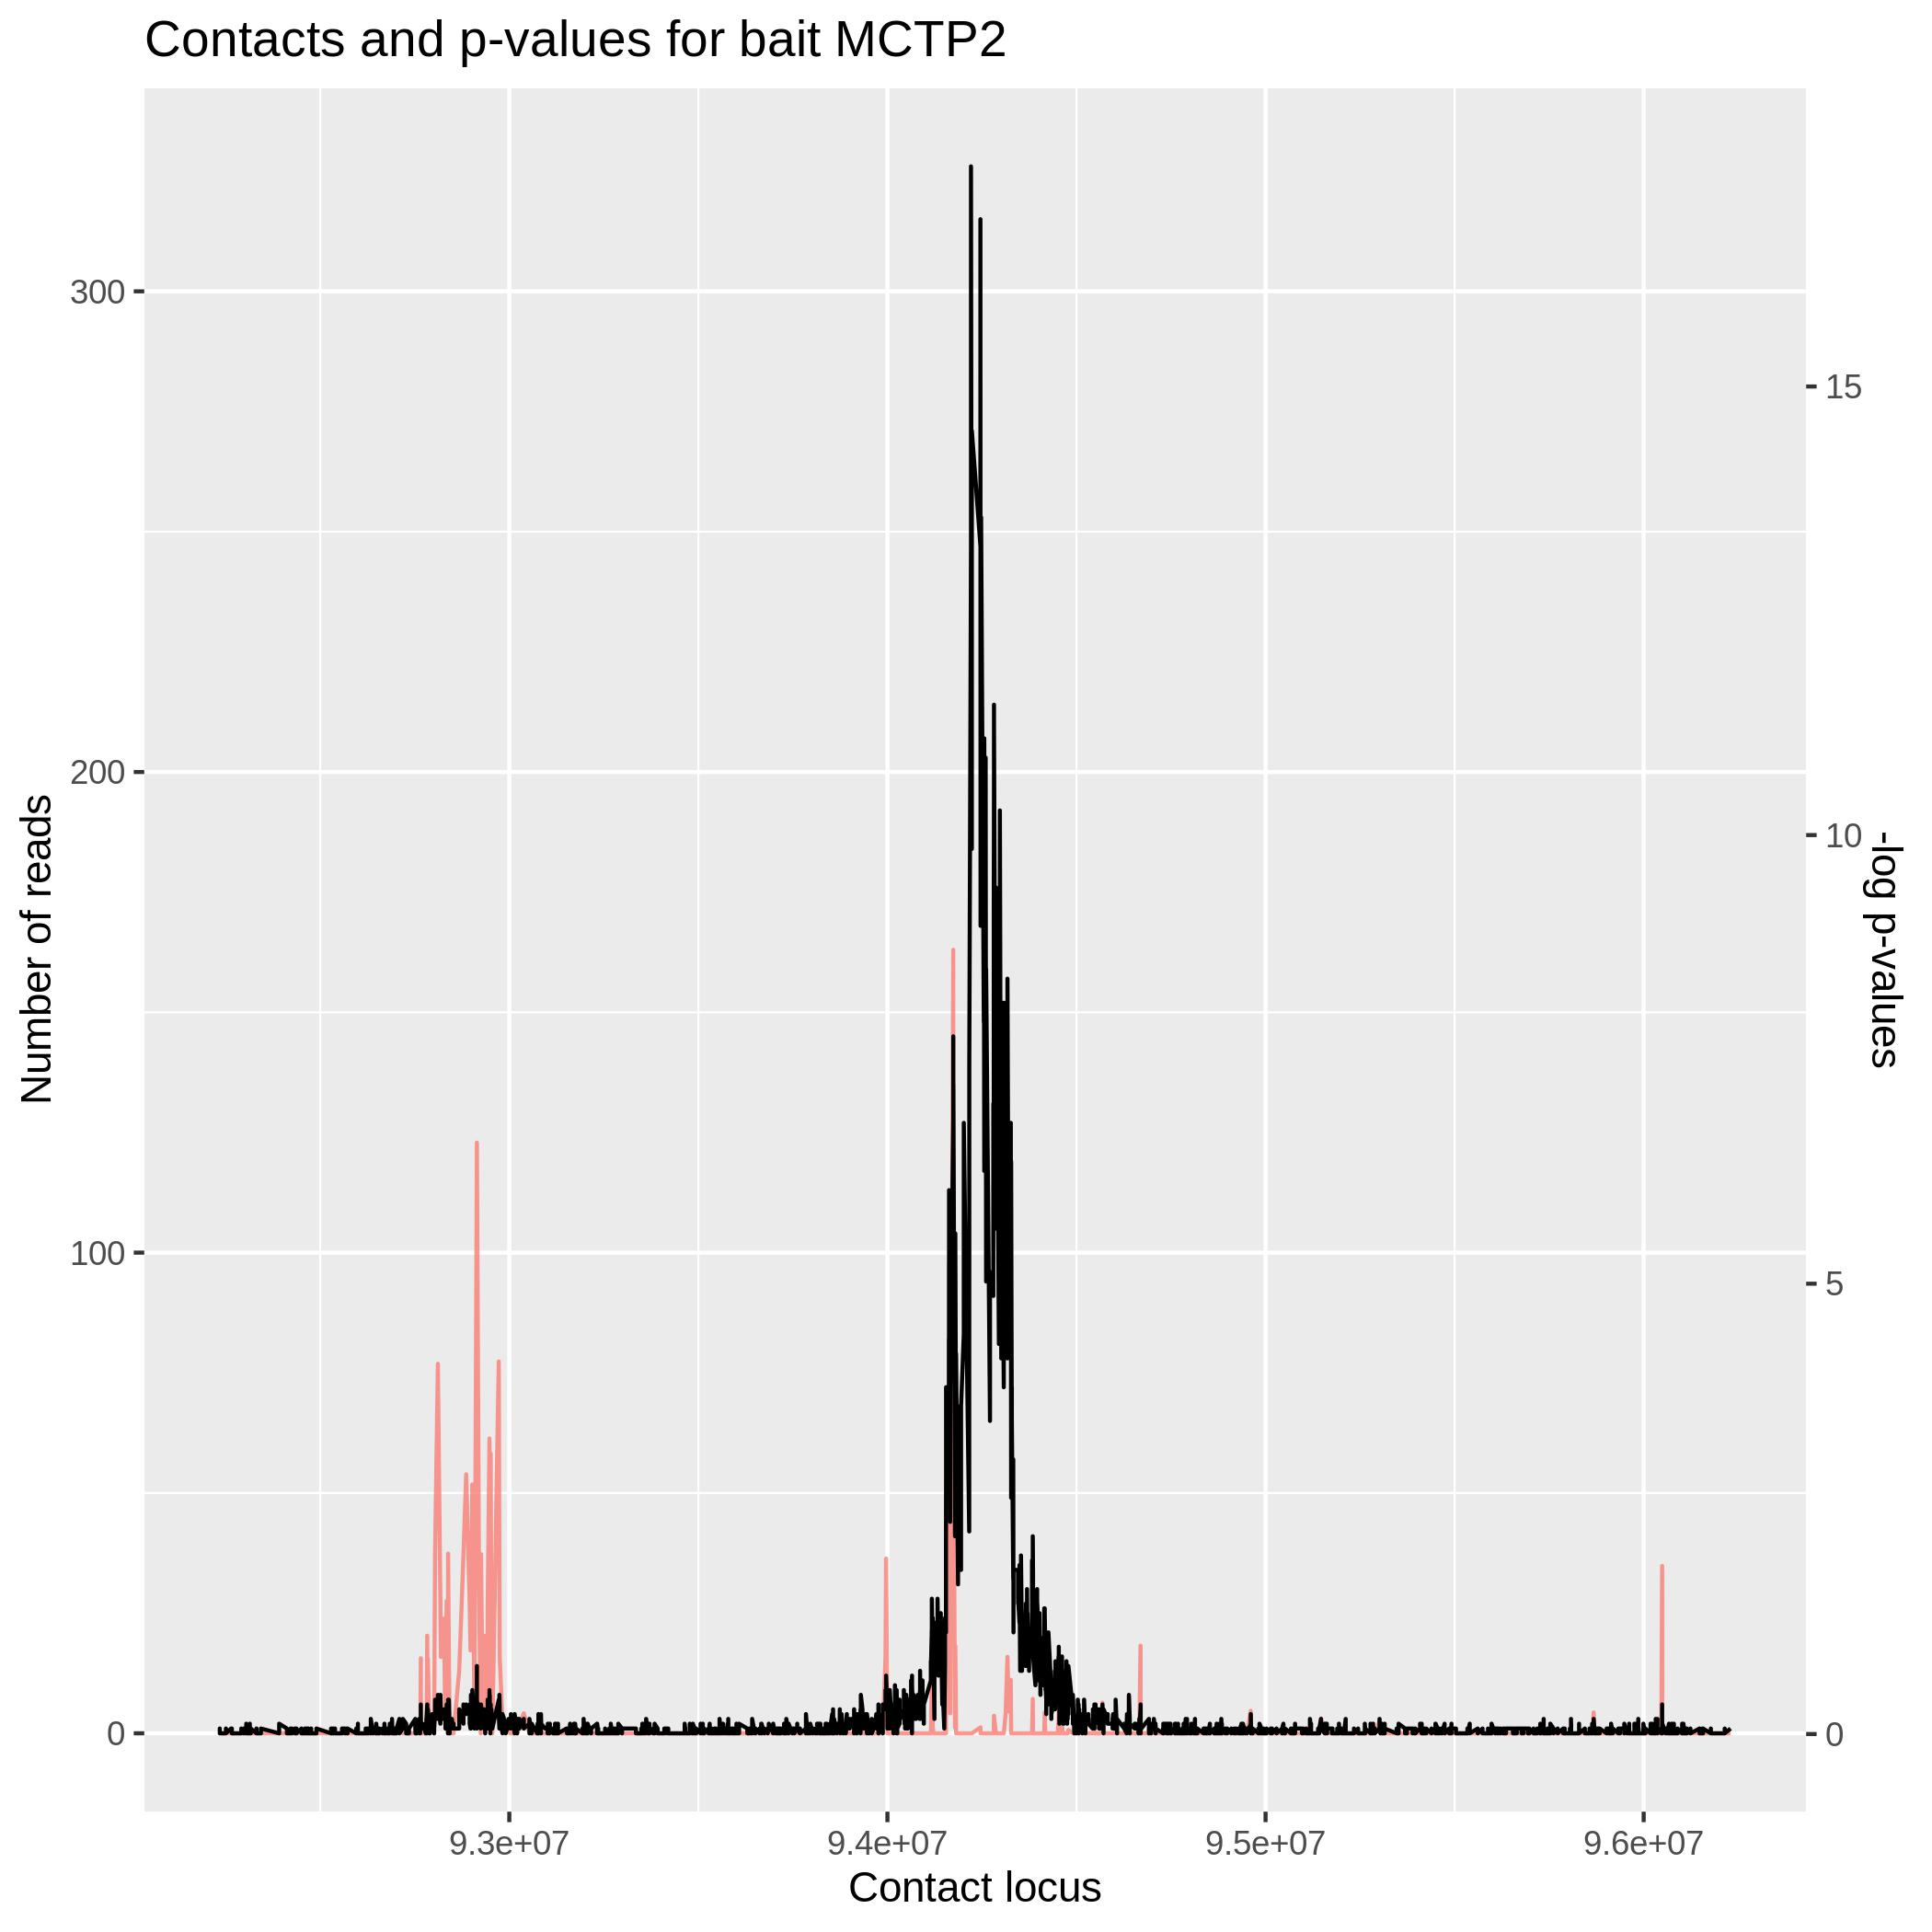 Contacts and p-values for bait MCTP2
300
200
100
0
Number of reads
15
10
5
0
-log p-values
9.3e+07 9.4e+07 9.5e+07 9.6e+07
Contact locus